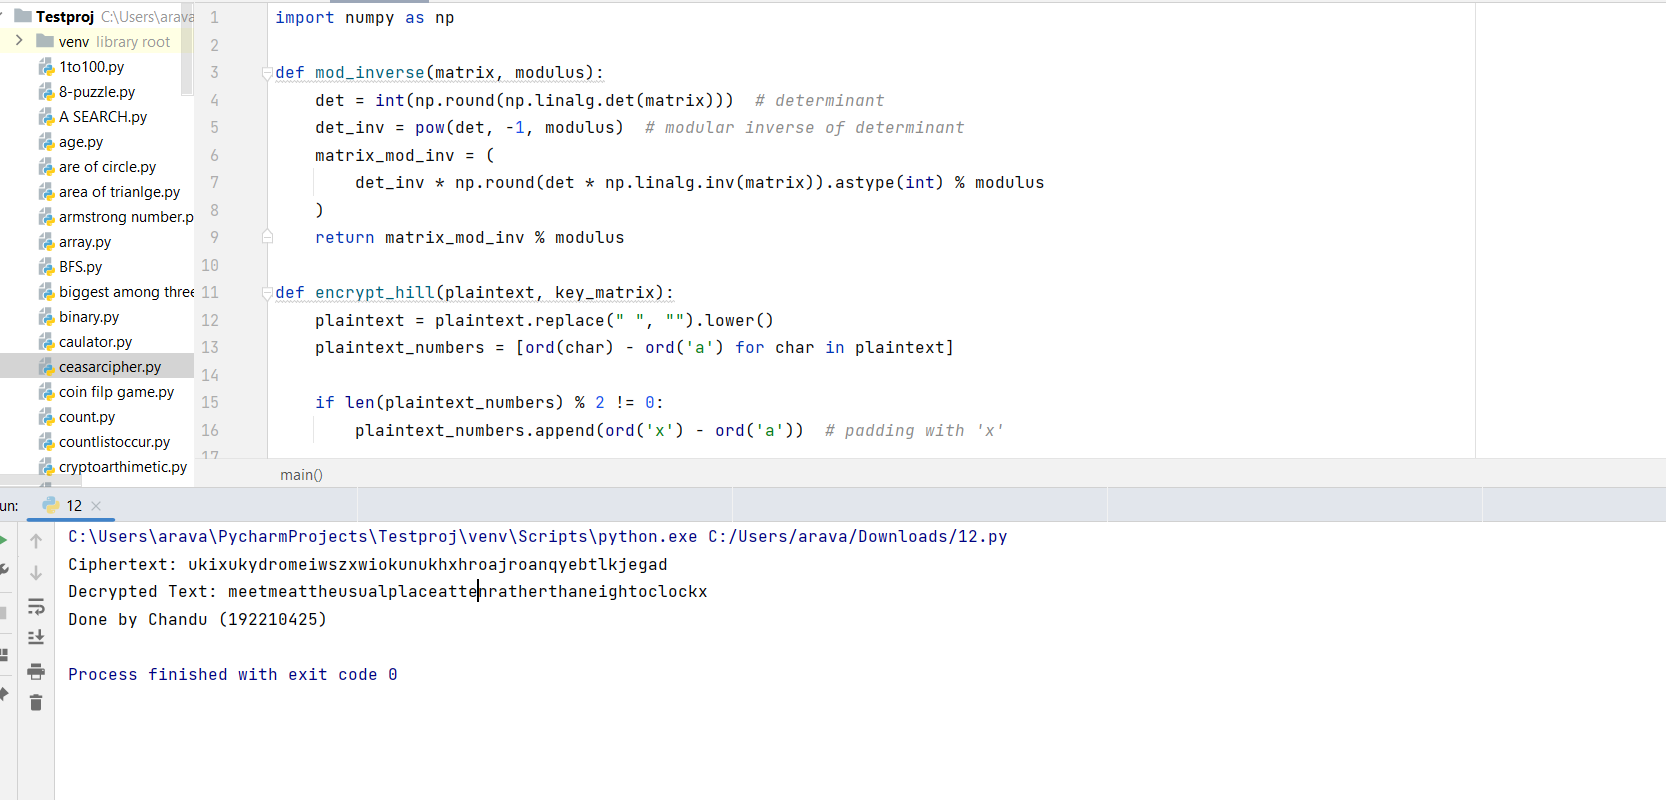 Testproj C:\Users\arava
venv library root
1to100.py
8-puzzle.py
A SEARCH.py
age.py
are of circle.py
area of trianlge.py
armstrong number.p
array.py
BFS.py
biggest among three
binary.py
caulator.py
ceasarcipher.py
coin filp game.py
count.py
countlistoccur.py
cryptoarthimetic.py
1 import numpy as np
2
3 def mod_inverse(matrix, modulus):
4 det = int(np.round(np.linalg.det(matrix)))  # determinant
5 det_inv = pow(det, -1, modulus)  # modular inverse of determinant
6 matrix_mod_inv = (
7 det_inv * np.round(det * np.linalg.inv(matrix)).astype(int) % modulus
8 )
9 return matrix_mod_inv % modulus
10
11 def encrypt_hill(plaintext, key_matrix):
12 plaintext = plaintext.replace(" ", "").lower()
13 plaintext_numbers = [ord(char) - ord('a') for char in plaintext]
14
15 if len(plaintext_numbers) % 2 != 0:
16 plaintext_numbers.append(ord('x') - ord('a'))  # padding with 'x'
17
main()
un: 12
C:\Users\arava\PycharmProjects\Testproj\venv\Scripts\python.exe C:/Users/arava/Downloads/12.py
Ciphertext: ukixukydromeiwszxwiokunukhxhroajroanqyebtlkjegad
Decrypted Text: meetmeattheusualplaceattenratherthaneightoclockx
Done by Chandu (192210425)
Process finished with exit code 0